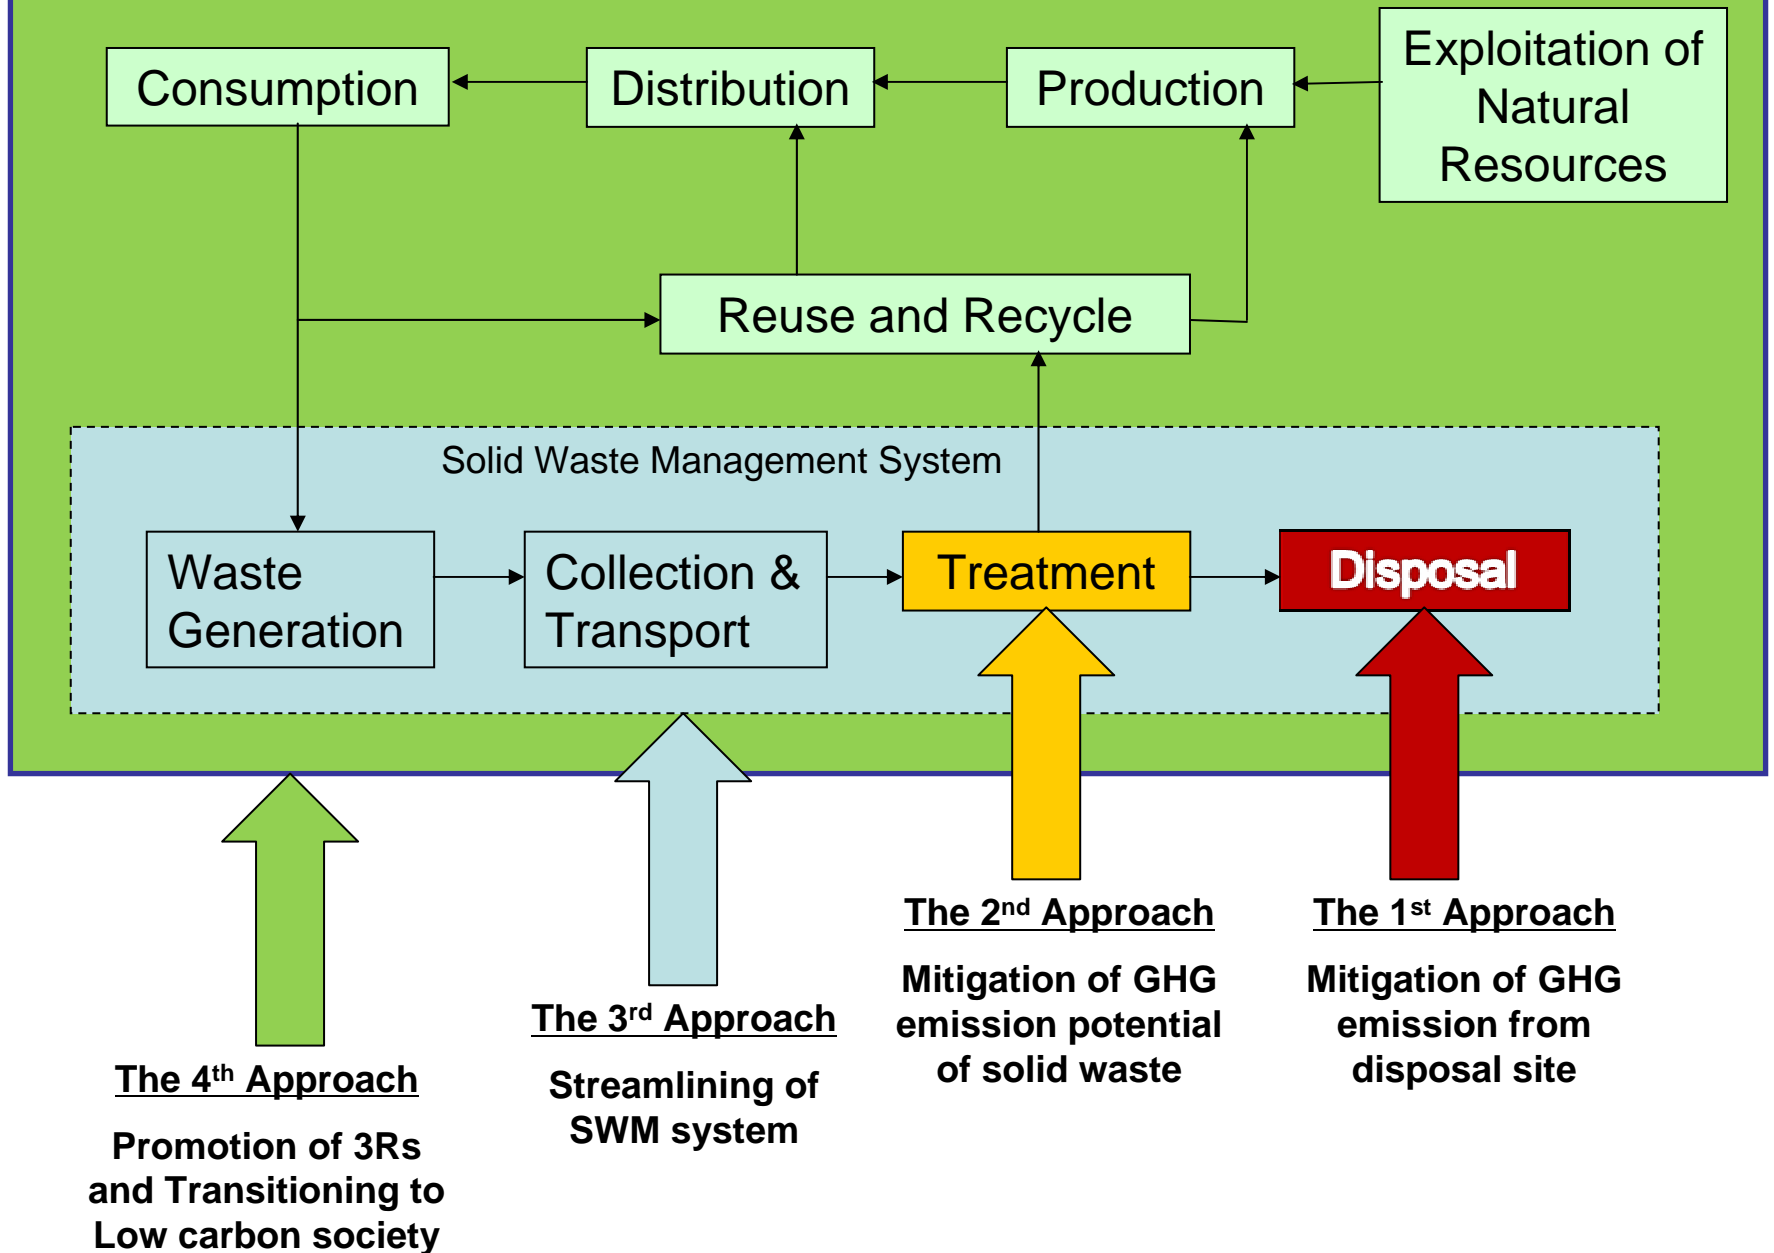 Consumption
Distribution
Production
Exploitation of
Natural
Resources
Reuse and Recycle
Solid Waste Management System
Waste
Generation
Collection &
Transport
Treatment
Disposal
The 4th Approach
Promotion of 3Rs
and Transitioning to
Low carbon society
The 3rd Approach
Streamlining of
SWM system
The 2nd Approach
Mitigation of GHG
emission potential
of solid waste
The 1st Approach
Mitigation of GHG
emission from
disposal site